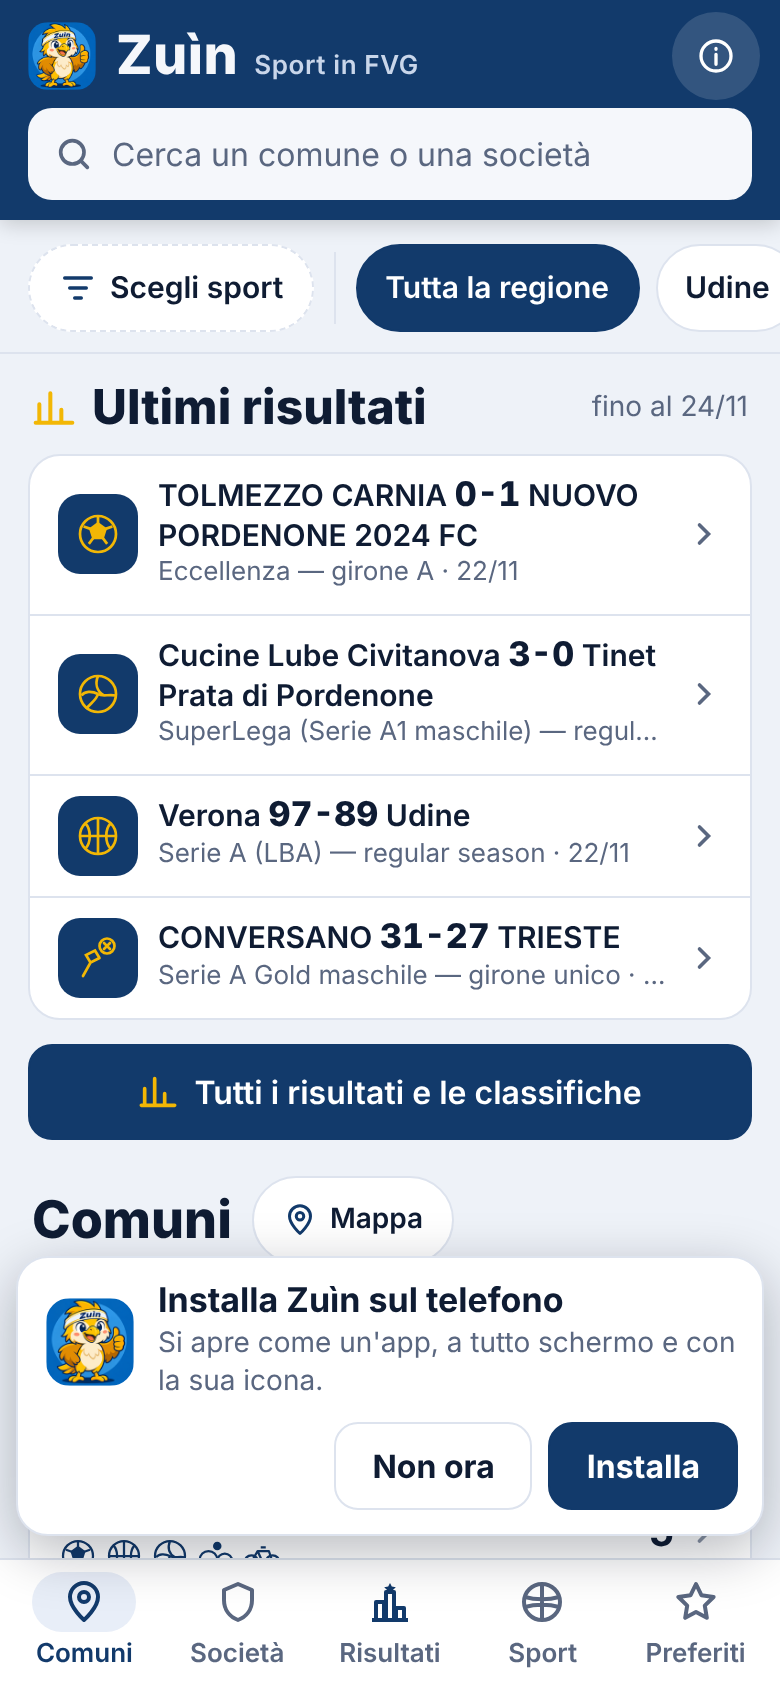 Zuìn Sport in FVG
Cerca un comune o una società
Scegli sport
Tutta la regione
Udine
Ultimi risultati
fino al 24/11
TOLMEZZO CARNIA 0-1 NUOVO
PORDENONE 2024 FC
Eccellenza — girone A · 22/11
Cucine Lube Civitanova 3-0 Tinet
Prata di Pordenone
SuperLega (Serie A1 maschile) — regul...
Verona 97-89 Udine
Serie A (LBA) — regular season · 22/11
CONVERSANO 31-27 TRIESTE
Serie A Gold maschile — girone unico · ...
Tutti i risultati e le classifiche
Comuni
Mappa
Zuìn
Installa Zuìn sul telefono
Si apre come un'app, a tutto schermo e con
la sua icona.
Non ora
Installa
Comuni
Società
Risultati
Sport
Preferiti